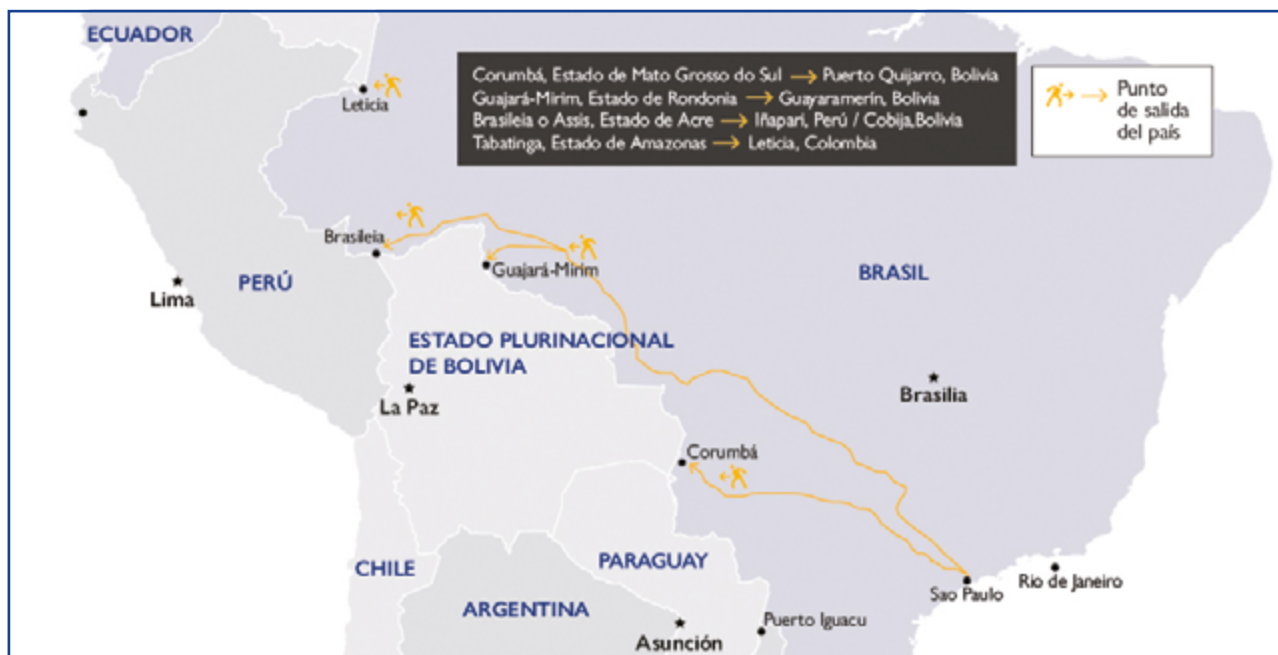 ECUADOR
Corumbá, Estado de Mato Grosso do Sul → Puerto Quijarro, Bolivia
Guajará-Mirim, Estado de Rondonia → Guayaramerín, Bolivia
Brasileia o Assis, Estado de Acre → Iñapari, Perú / Cobija,Bolivia
Tabatinga, Estado de Amazonas → Leticia, Colombia
Punto
de salida
del país
Leticia
Brasileia
Guajará-Mirim
BRASIL
PERÚ
Lima
ESTADO PLURINACIONAL
DE BOLIVIA
La Paz
Brasilia
Corumbá
CHILE
PARAGUAY
ARGENTINA
Sao Paulo
Rio de Janeiro
Puerto Iguacu
Asunción